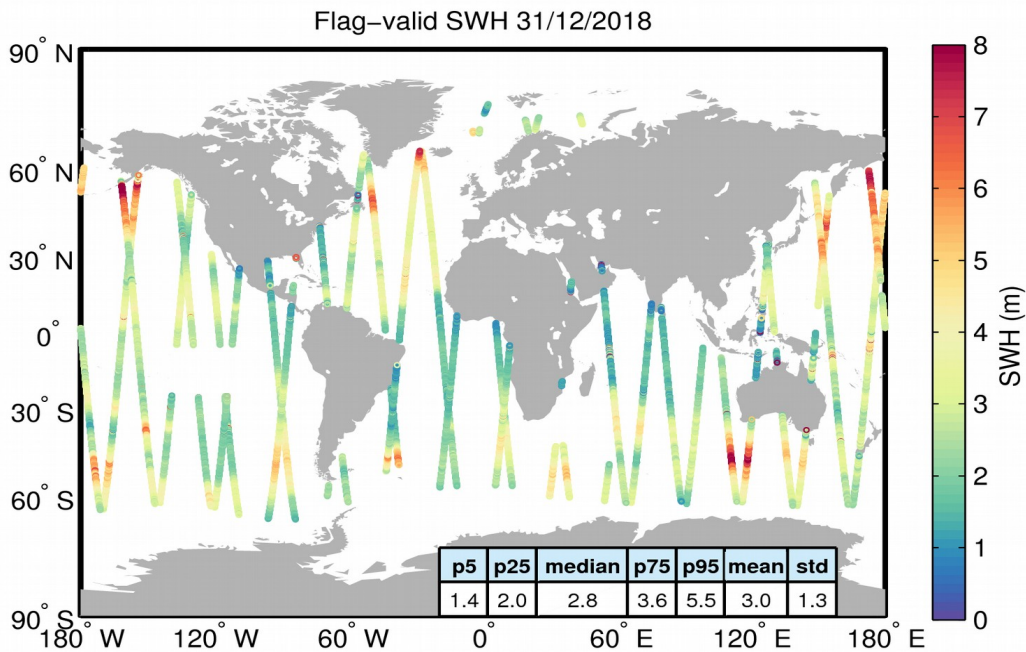 Flag−valid SWH 31/12/2018
90° N
60° N
30° N
0°
30° S
60° S
90° S
180° W
120° W
60° W
0°
60° E
120° E
180° E
8
7
6
5
4
3
2
1
0
SWH (m)
p5 p25 median p75 p95 mean std
1.4 2.0 2.8 3.6 5.5 3.0 1.3